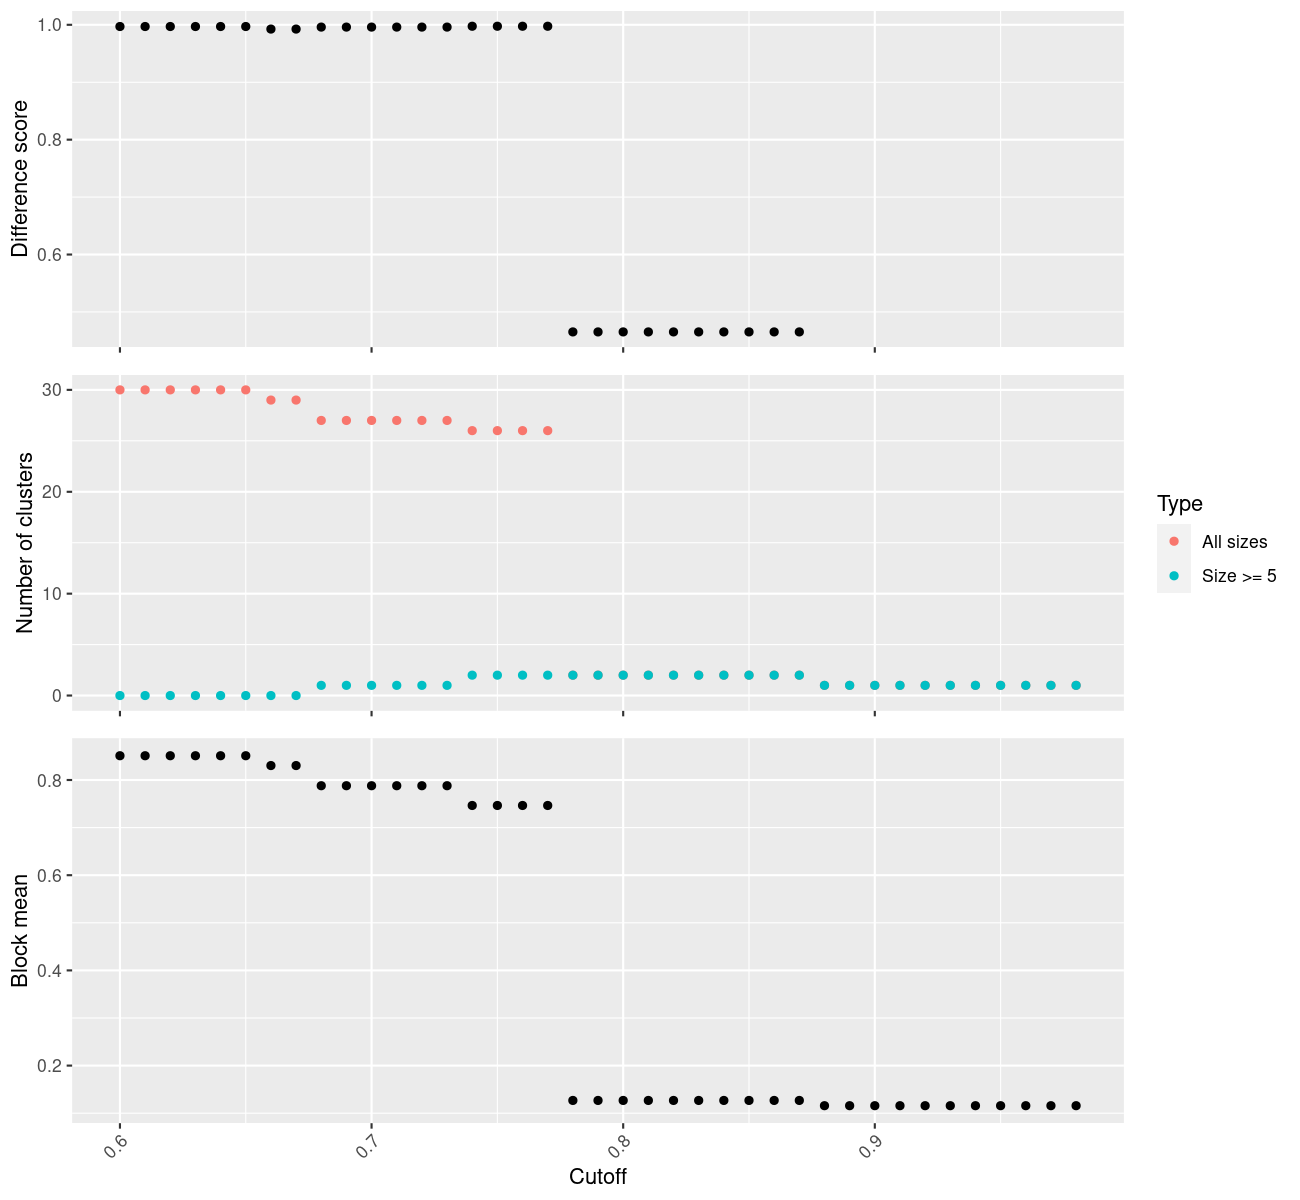 Difference score
1.0
0.8
0.6
Number of clusters
30
20
10
0
Type
All sizes
Size >= 5
Block mean
0.8
0.6
0.4
0.2
0.6
0.7
0.8
0.9
Cutoff